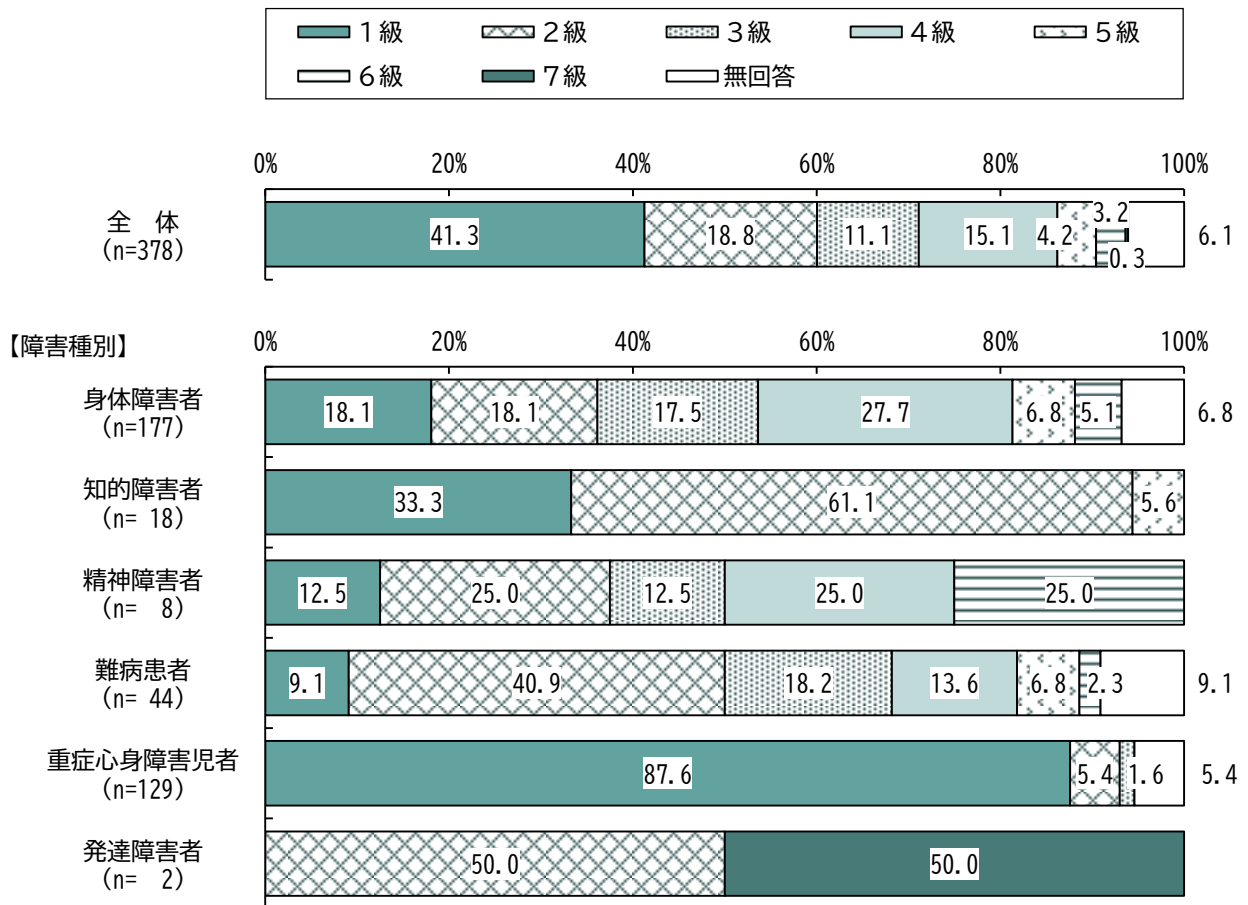 1級 2級 3級 4級 5級
6級 7級 無回答
0% 20% 40% 60% 80% 100%
全 体
(n=378)
41.3 18.8 11.1 15.1 4.2 3.2 0.3 6.1
【障害種別】
0% 20% 40% 60% 80% 100%
身体障害者
(n=177)
18.1 18.1 17.5 27.7 6.8 5.1 6.8
知的障害者
(n= 18)
33.3 61.1 5.6
精神障害者
(n= 8)
12.5 25.0 12.5 25.0 25.0
難病患者
(n= 44)
9.1 40.9 18.2 13.6 6.8 2.3 9.1
重症心身障害児者
(n=129)
87.6 5.4 1.6 5.4
発達障害者
(n= 2)
50.0 50.0